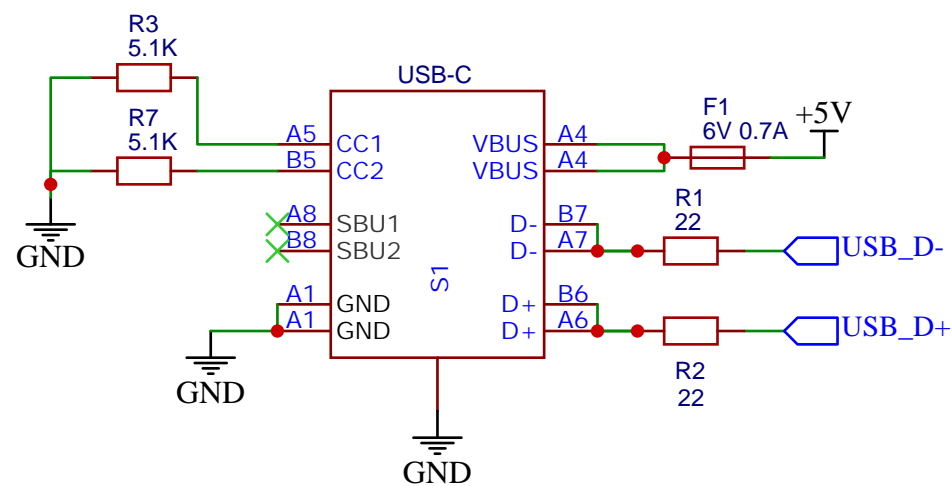 R3
5.1K
R7
5.1K
GND
USB-C
A5
CC1
B5
CC2
A8
SBU1
B8
SBU2
A1
GND
A1
GND
GND
S1
GND
VBUS
A4
VBUS
A4
D-
B7
D-
A7
D+
B6
D+
A6
F1
6V 0.7A
+5V
R1
22
USB_D-
USB_D+
R2
22